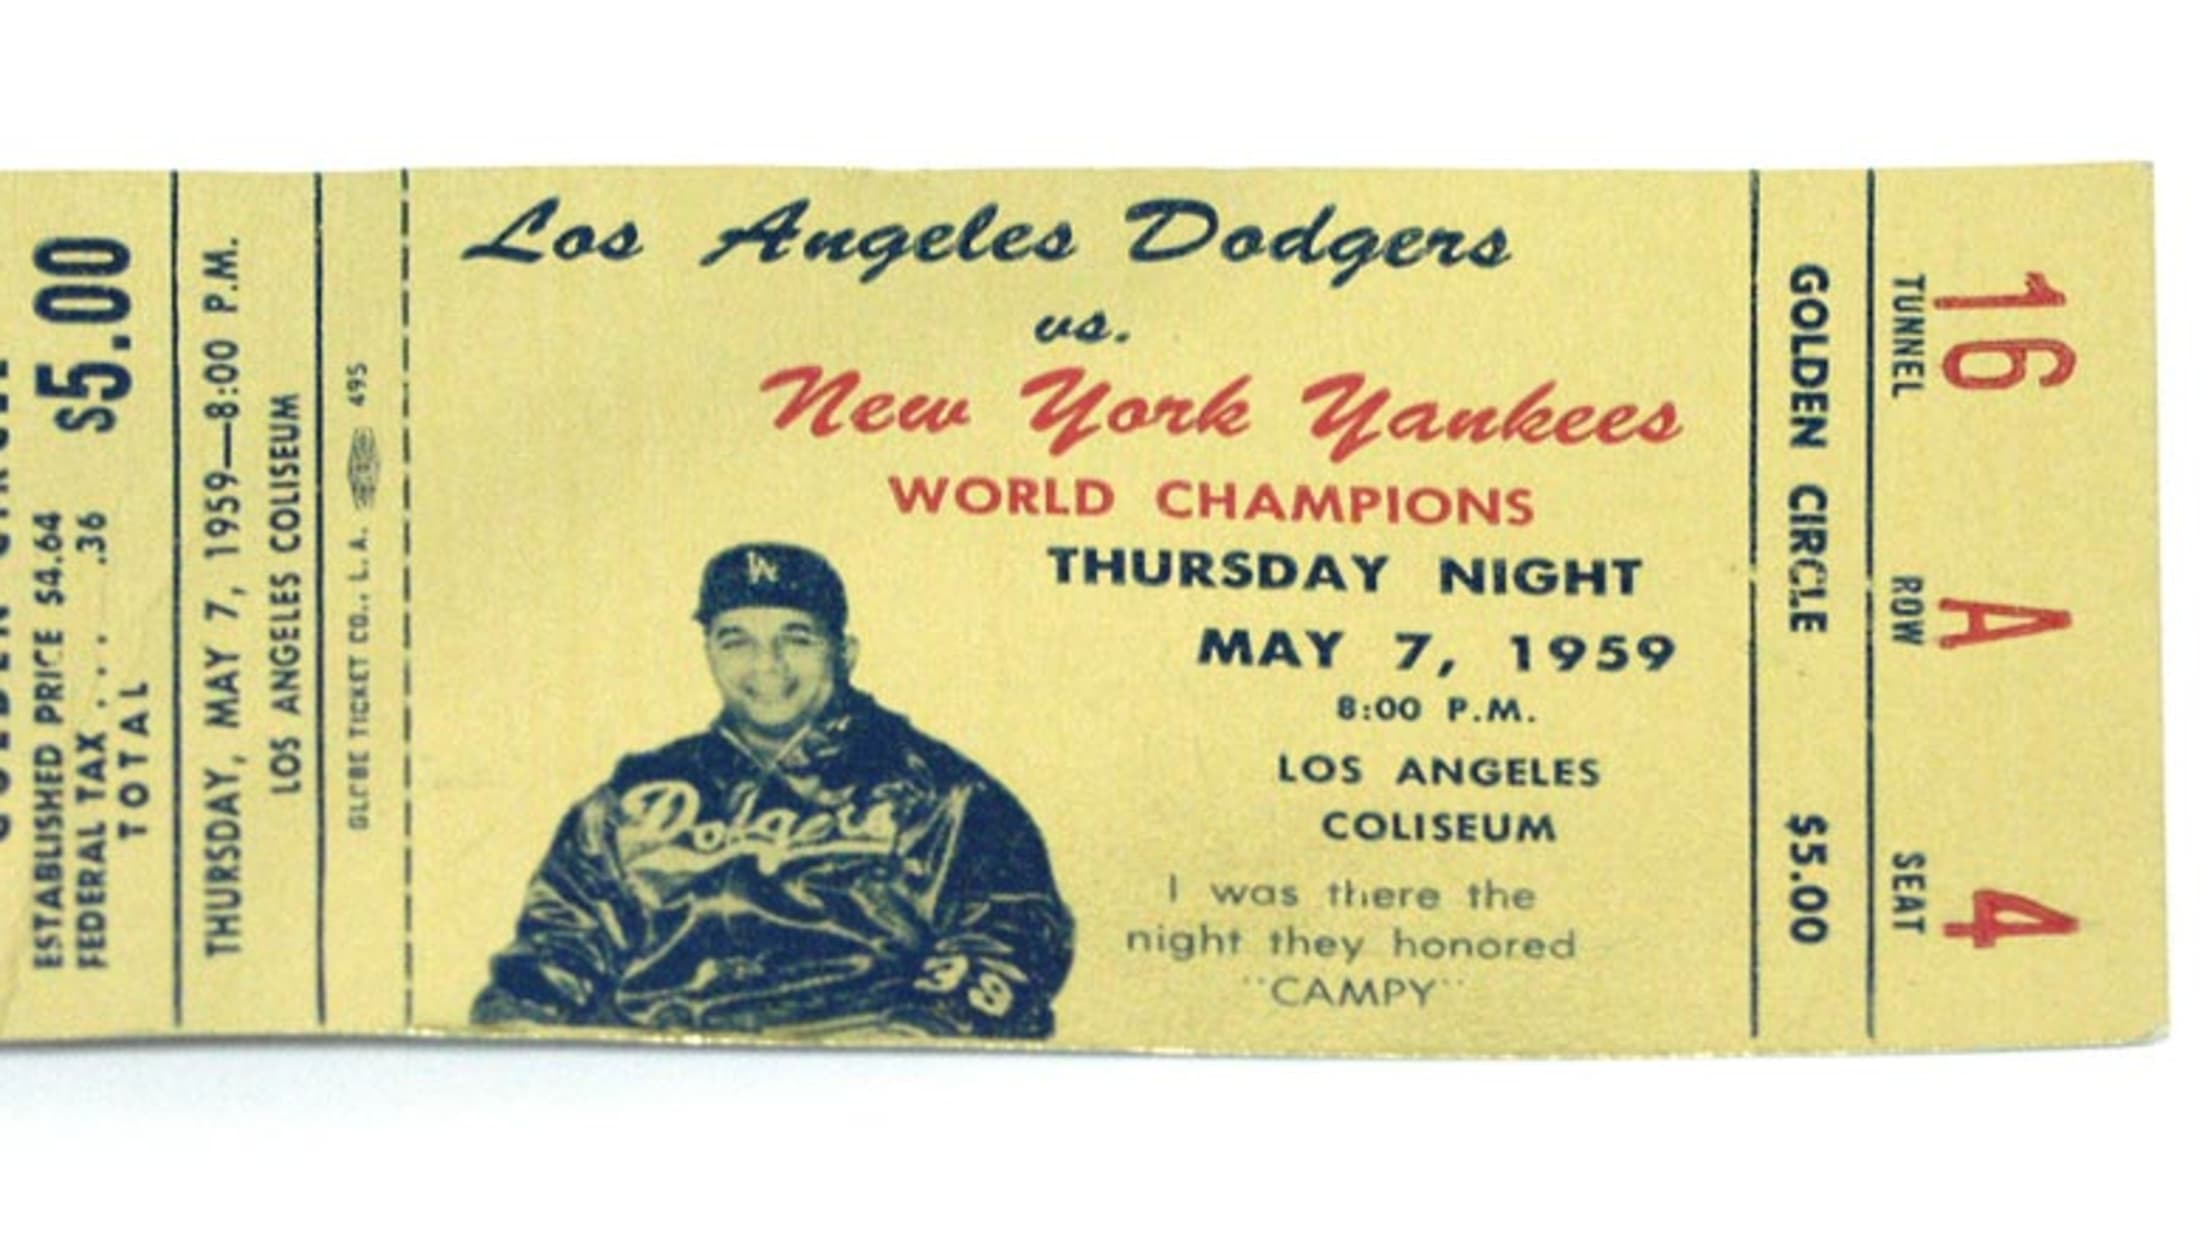 $5.00
ESTABLISHED PRICE $4.64
FEDERAL TAX . . . .36
TOTAL
THURSDAY, MAY 7, 1959—8:00 P.M.
LOS ANGELES COLISEUM
GLOBE TICKET CO., L.A. 495
Los Angeles Dodgers
vs.
New York Yankees
WORLD CHAMPIONS
THURSDAY NIGHT
MAY 7, 1959
8:00 P.M.
LOS ANGELES
COLISEUM
I was there the
night they honored
"CAMPY"
LA
Dodgers
39
GOLDEN CIRCLE $5.00
TUNNEL ROW SEAT
16 A 4